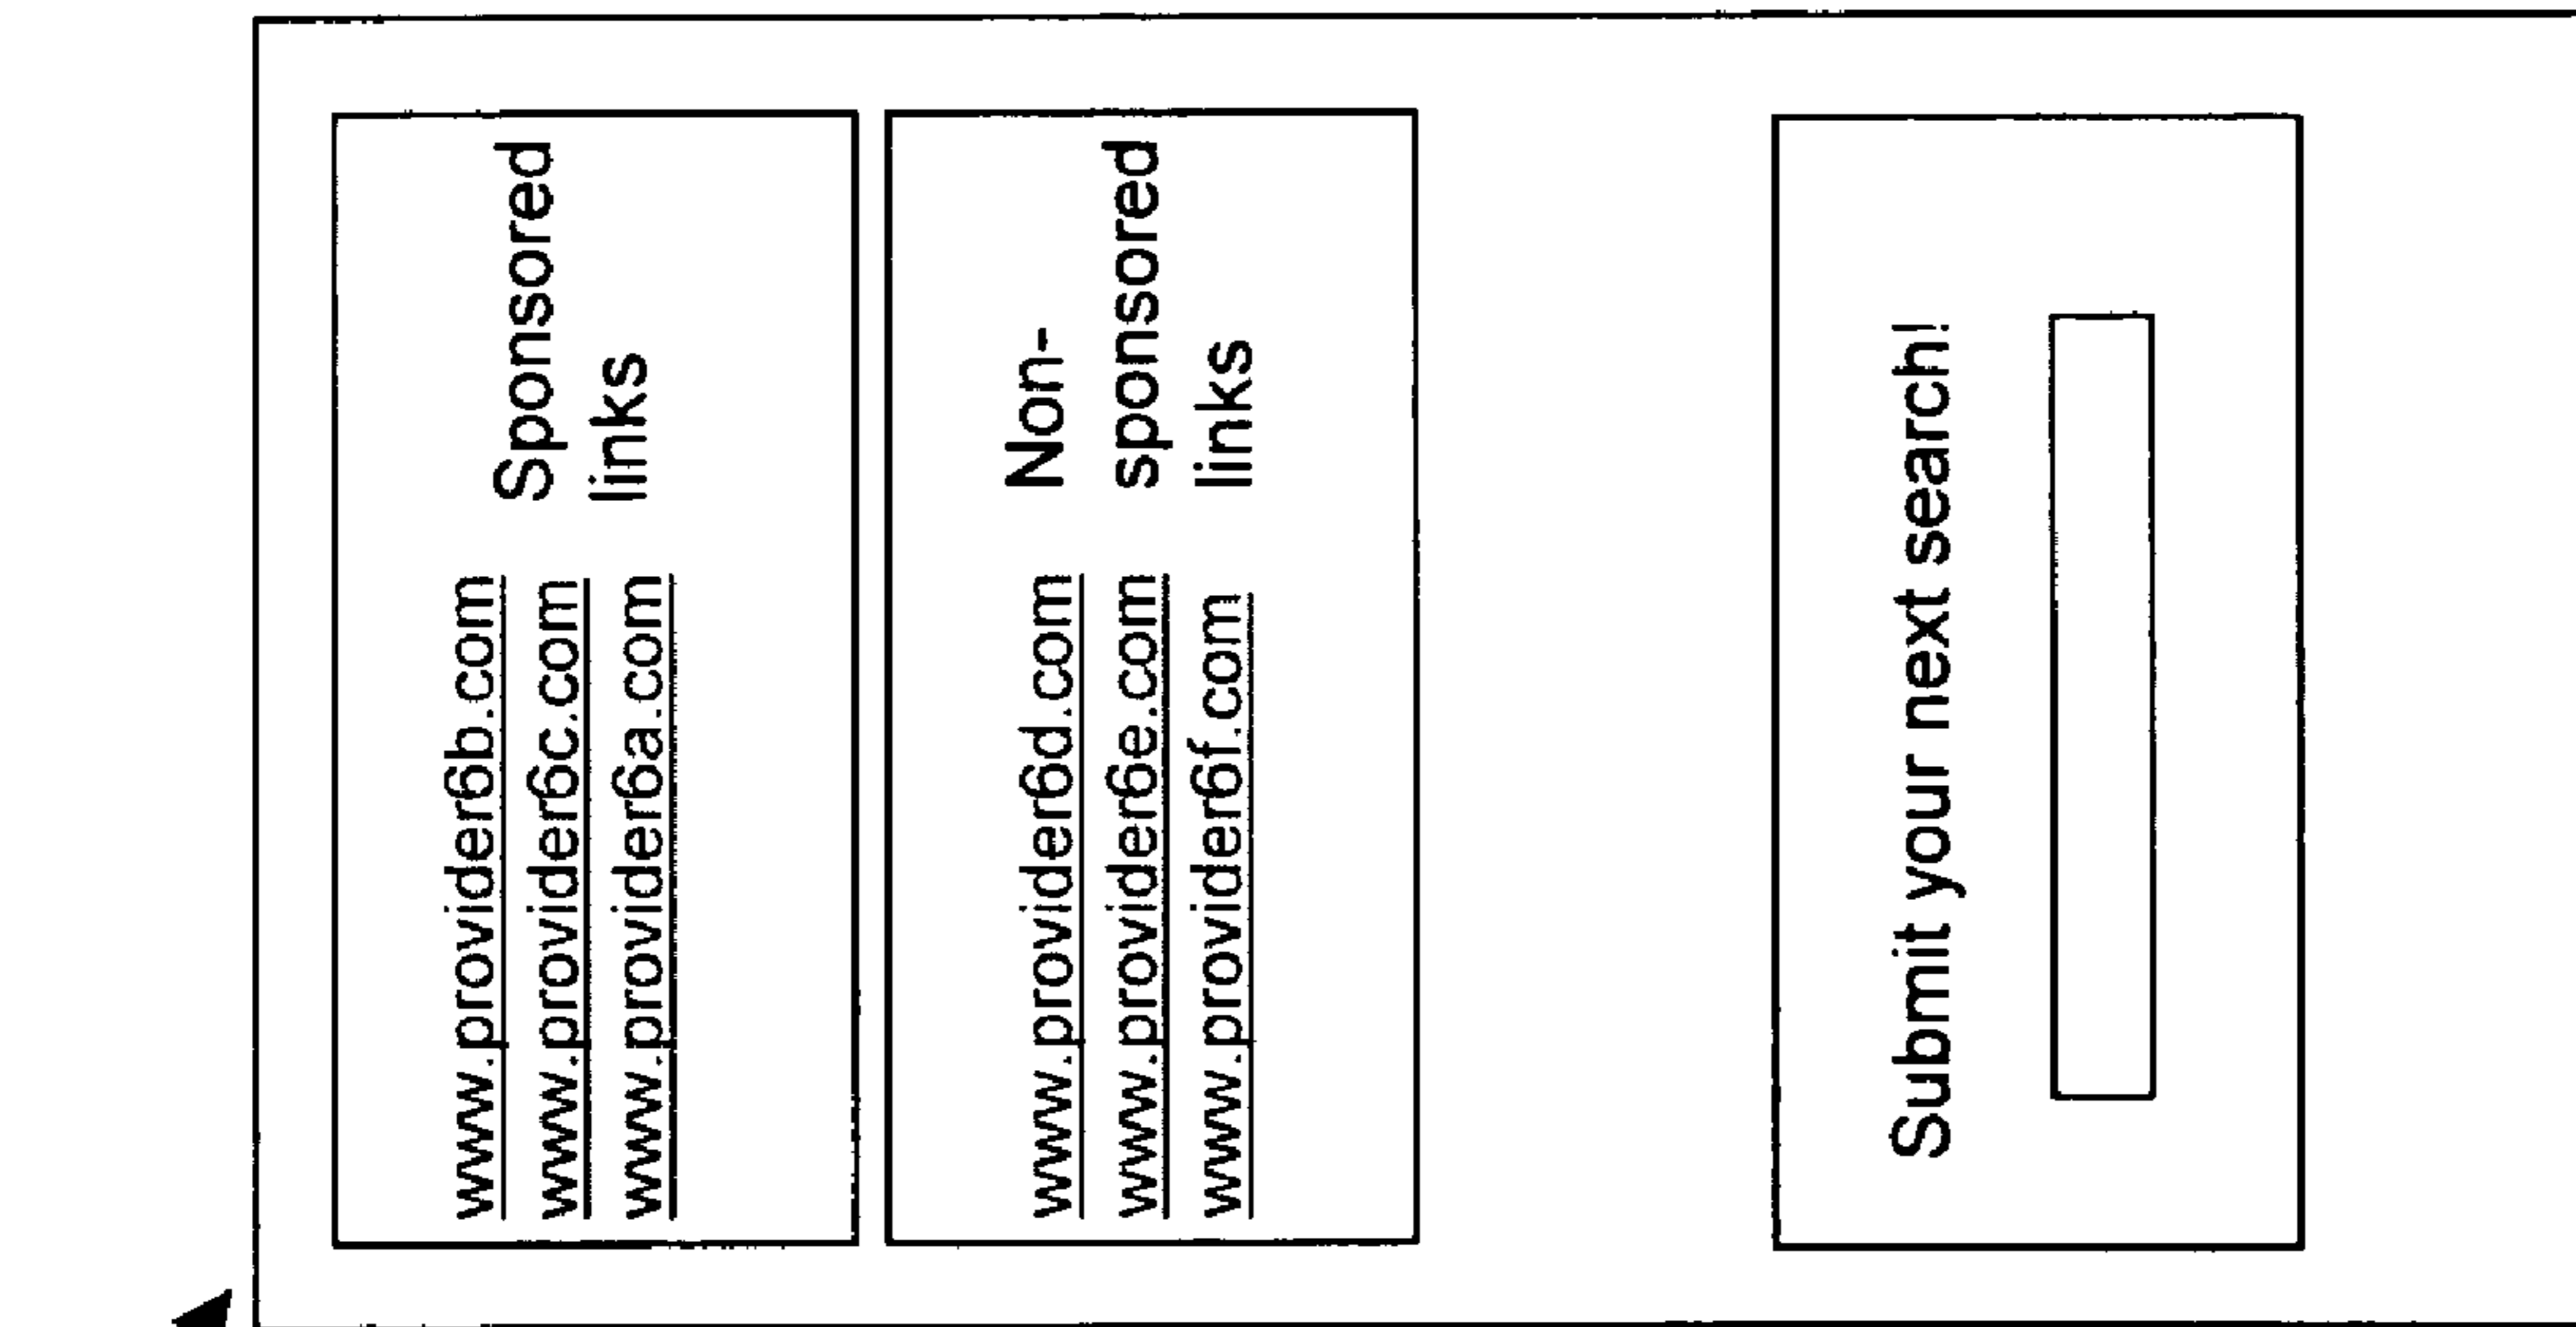 www.provider6b.com
www.provider6c.com
www.provider6a.com
Sponsored
links
www.provider6d.com
www.provider6e.com
www.provider6f.com
Non-
sponsored
links
Submit your next search!